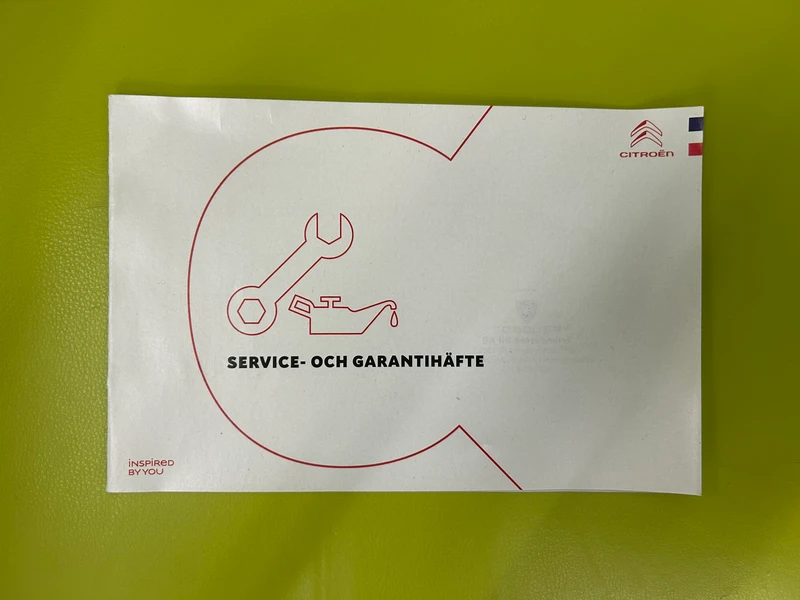 CITROËN
SERVICE- OCH GARANTIHÄFTE
INSPIRED
BY YOU